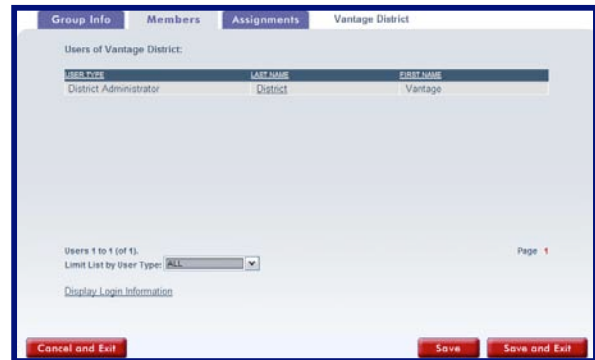 Group Info Members Assignments Vantage District
Users of Vantage District:
USER TYPE LAST NAME FIRST NAME
District Administrator District Vantage
Users 1 to 1 (of 1). Page 1
Limit List by User Type: ALL
Display Login Information
Cancel and Exit Save Save and Exit